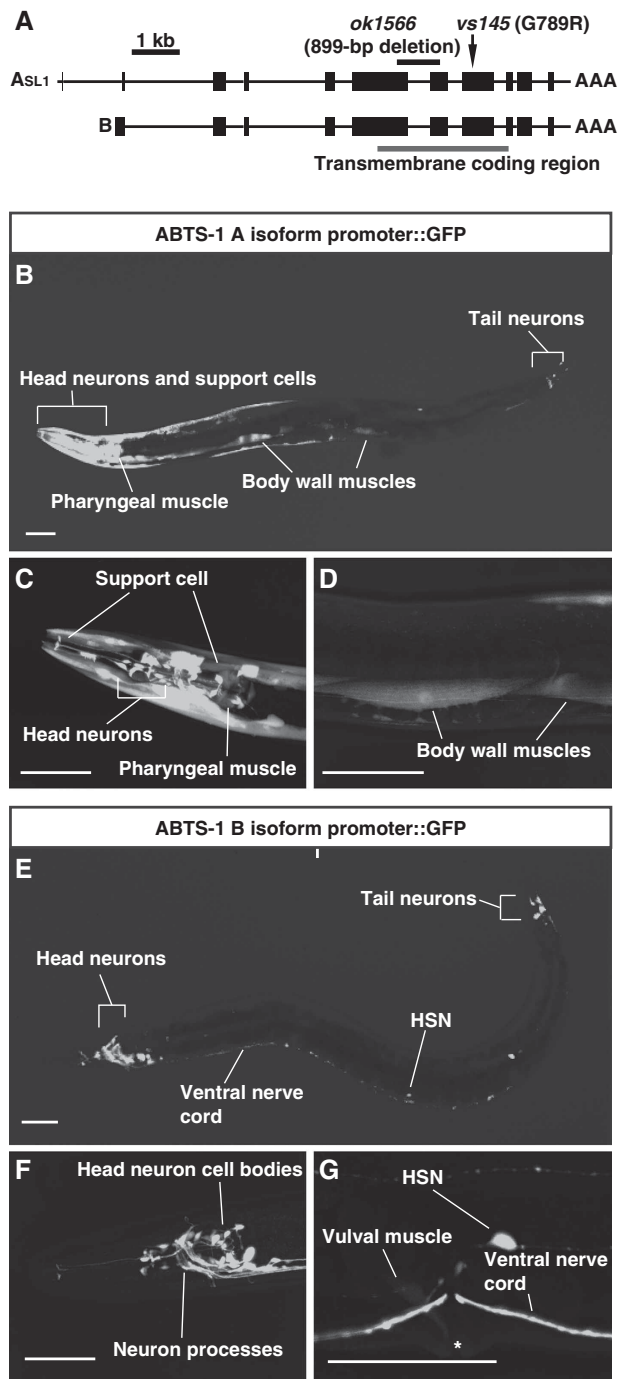 A
1 kb
ok1566
(899-bp deletion)
vs145 (G789R)
ASL1
AAA
B
AAA
Transmembrane coding region
ABTS-1 A isoform promoter::GFP
B
Tail neurons
Head neurons and support cells
Body wall muscles
Pharyngeal muscle
C
Support cell
Head neurons
Pharyngeal muscle
D
Body wall muscles
ABTS-1 B isoform promoter::GFP
E
Tail neurons
Head neurons
HSN
Ventral nerve
cord
F
Head neuron cell bodies
Neuron processes
G
HSN
Vulval muscle
Ventral nerve
cord
*